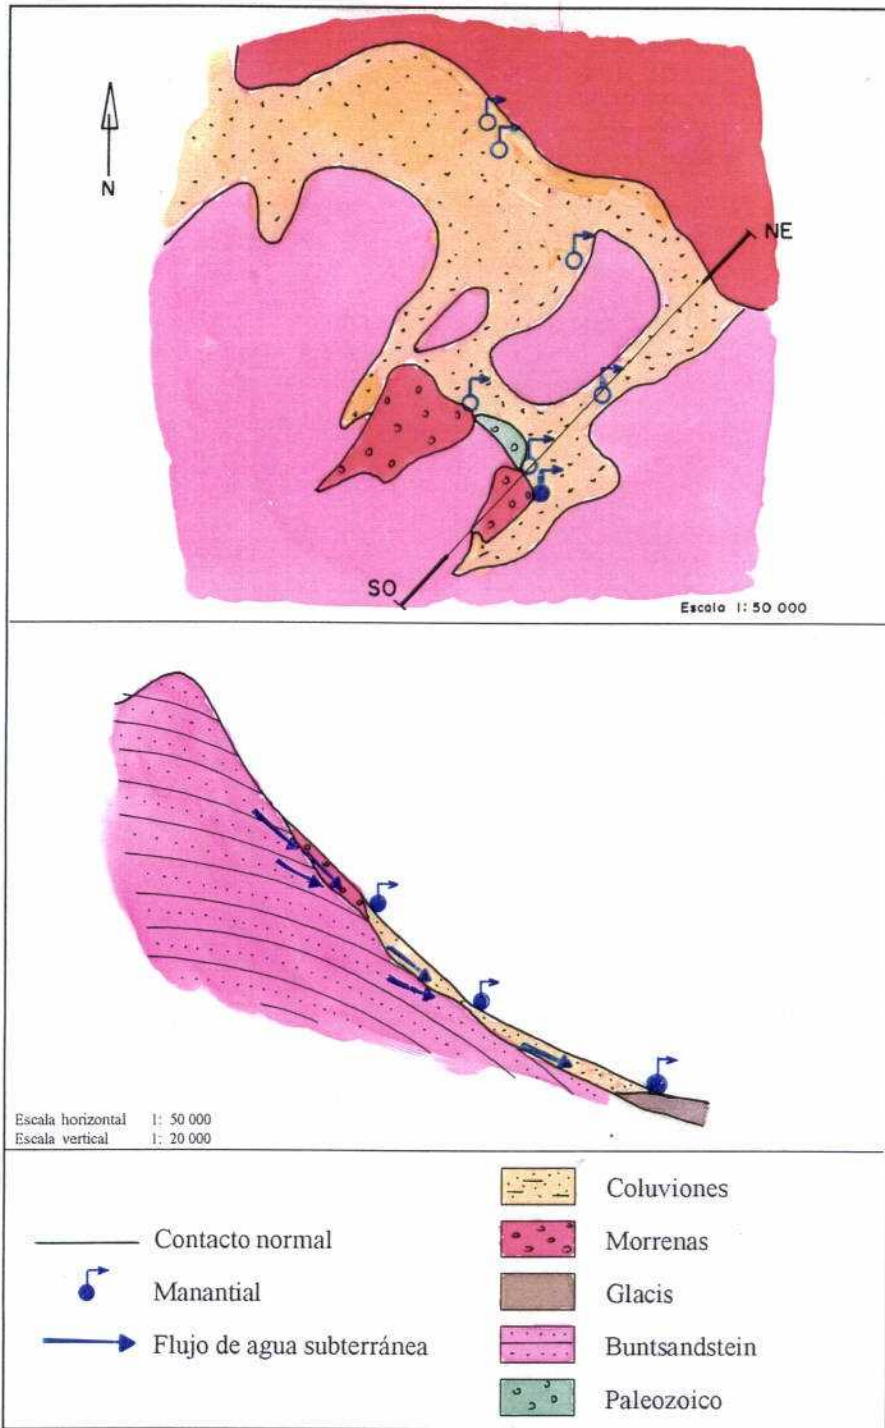 N
NE
SO
Escala 1:50 000
Escala horizontal 1: 50 000
Escala vertical 1: 20 000
Contacto normal
Manantial
Flujo de agua subterránea
Coluviones
Morrenas
Glacis
Buntsandstein
Paleozoico